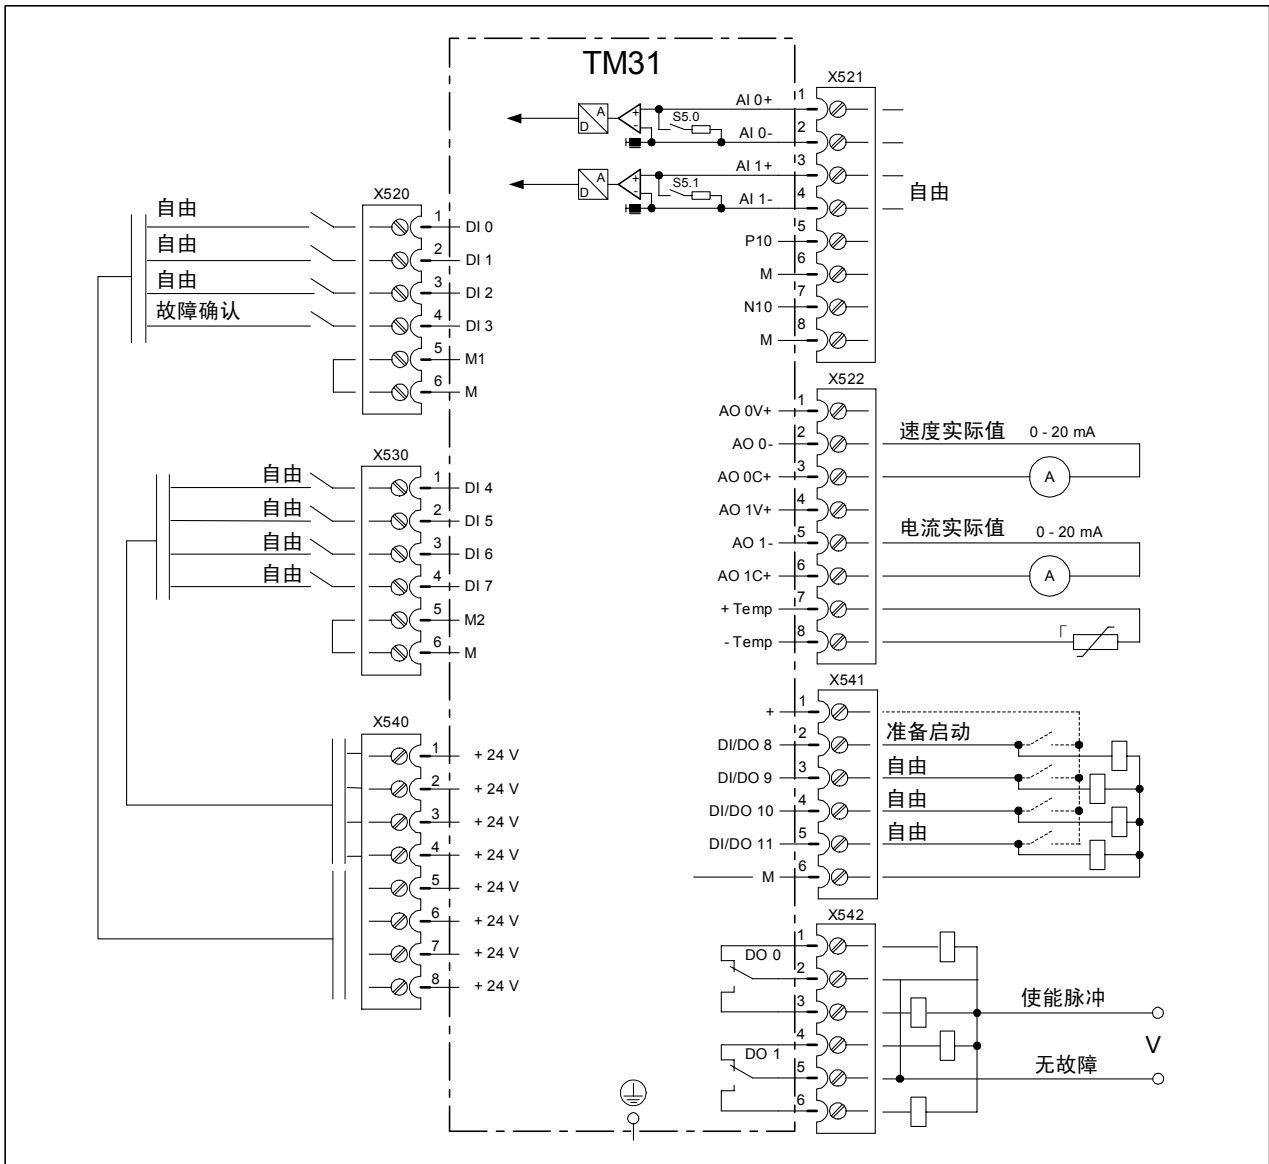 TM31
X520
自由 1 DI 0
自由 2 DI 1
自由 3 DI 2
故障确认 4 DI 3
5 M1
6 M
X530
自由 1 DI 4
自由 2 DI 5
自由 3 DI 6
自由 4 DI 7
5 M2
6 M
X540
1 + 24 V
2 + 24 V
3 + 24 V
4 + 24 V
5 + 24 V
6 + 24 V
7 + 24 V
8 + 24 V
X521
A D + - S5.0 AI 0+ 1
AI 0- 2
A D + - S5.1 AI 1+ 3
AI 1- 4
自由
P10 5
M 6
N10 7
M 8
X522
AO 0V+ 1
AO 0- 2 速度实际值 0 - 20 mA
AO 0C+ 3 A
AO 1V+ 4
AO 1- 5 电流实际值 0 - 20 mA
AO 1C+ 6 A
+ Temp 7
- Temp 8
X541
+ 1
DI/DO 8 2 准备启动
DI/DO 9 3 自由
DI/DO 10 4 自由
DI/DO 11 5 自由
M 6
X542
DO 0 1
2
3 使能脉冲
DO 1 4 V
5 无故障
6